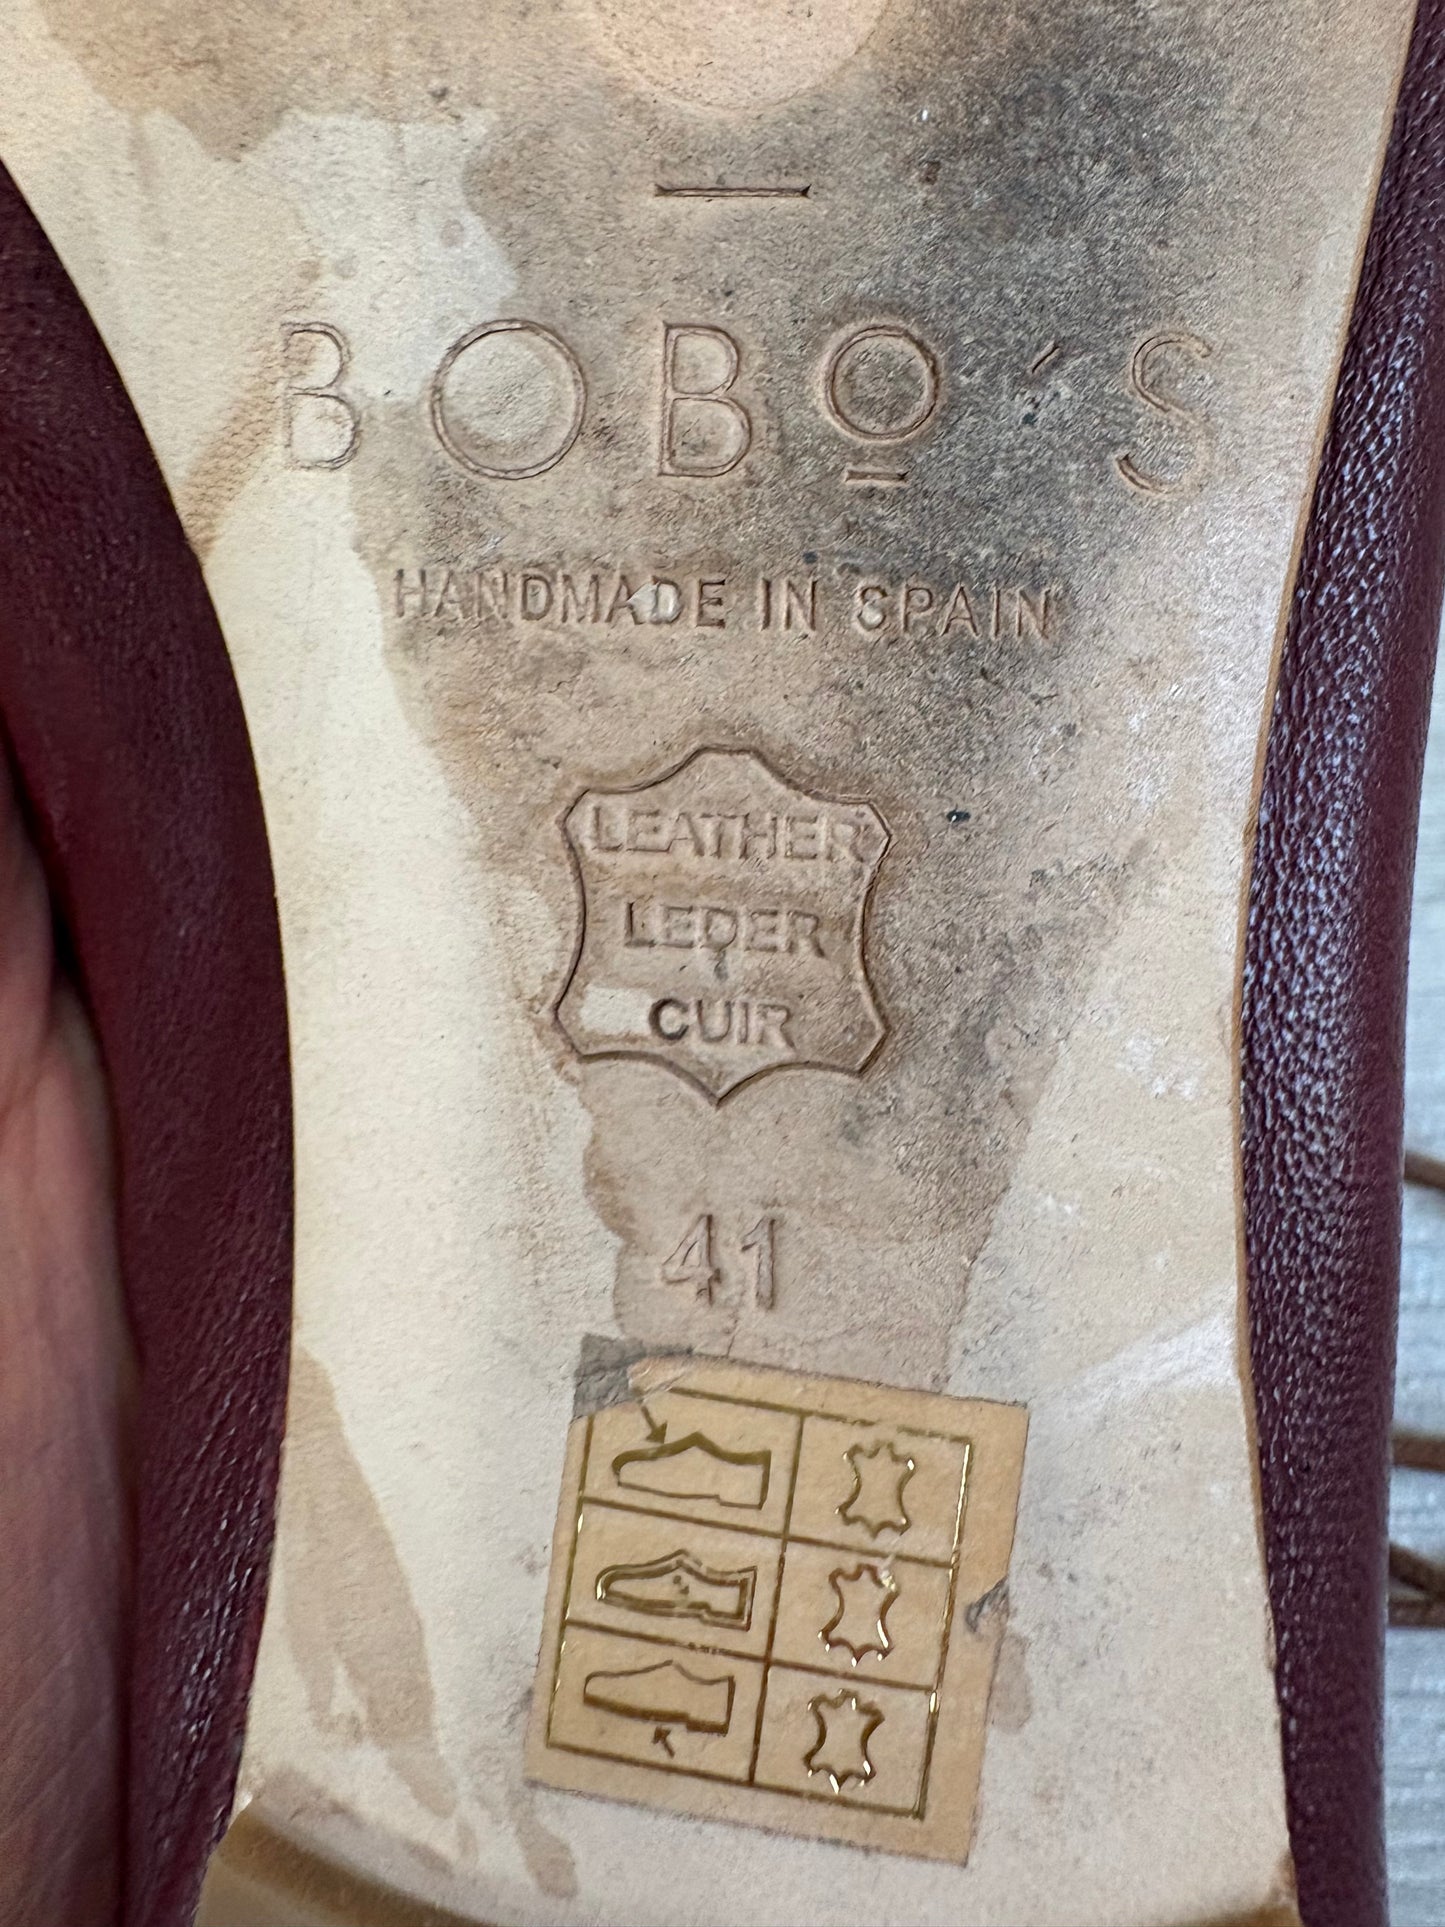 BOBO'S
HANDMADE IN SPAIN
LEATHER
LEDER
CUIR
41